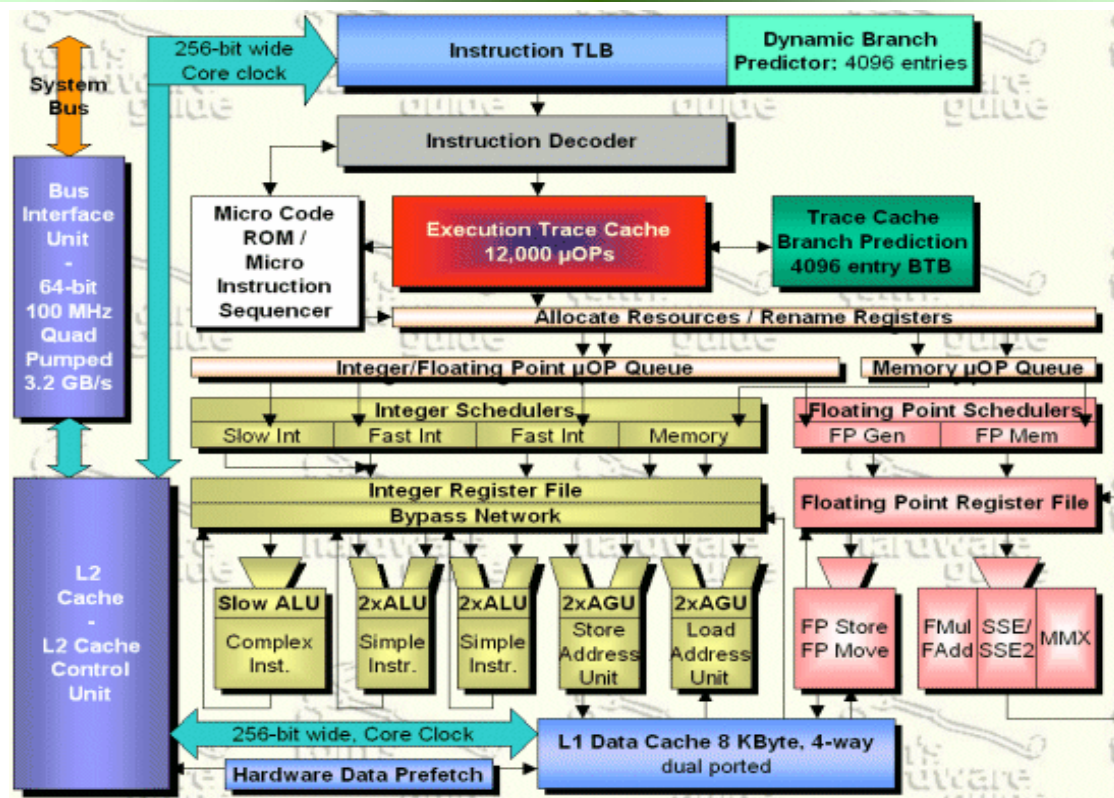 256-bit wide
Core clock
Instruction TLB
Dynamic Branch
Predictor: 4096 entries
System
Bus
Instruction Decoder
Bus
Interface
Unit
-
64-bit
100 MHz
Quad
Pumped
3.2 GB/s
Micro Code
ROM /
Micro
Instruction
Sequencer
Execution Trace Cache
12,000 µOPs
Trace Cache
Branch Prediction
4096 entry BTB
Allocate Resources / Rename Registers
Integer/Floating Point µOP Queue
Memory µOP Queue
Integer Schedulers
Slow Int
Fast Int
Fast Int
Memory
Floating Point Schedulers
FP Gen
FP Mem
Integer Register File
Bypass Network
Floating Point Register File
L2
Cache
-
L2 Cache
Control
Unit
Slow ALU
Complex
Inst.
2xALU
Simple
Instr.
2xALU
Simple
Instr.
2xAGU
Store
Address
Unit
2xAGU
Load
Address
Unit
FP Store
FP Move
FMul
FAdd
SSE/
SSE2
MMX
256-bit wide, Core Clock
L1 Data Cache 8 KByte, 4-way
dual ported
Hardware Data Prefetch